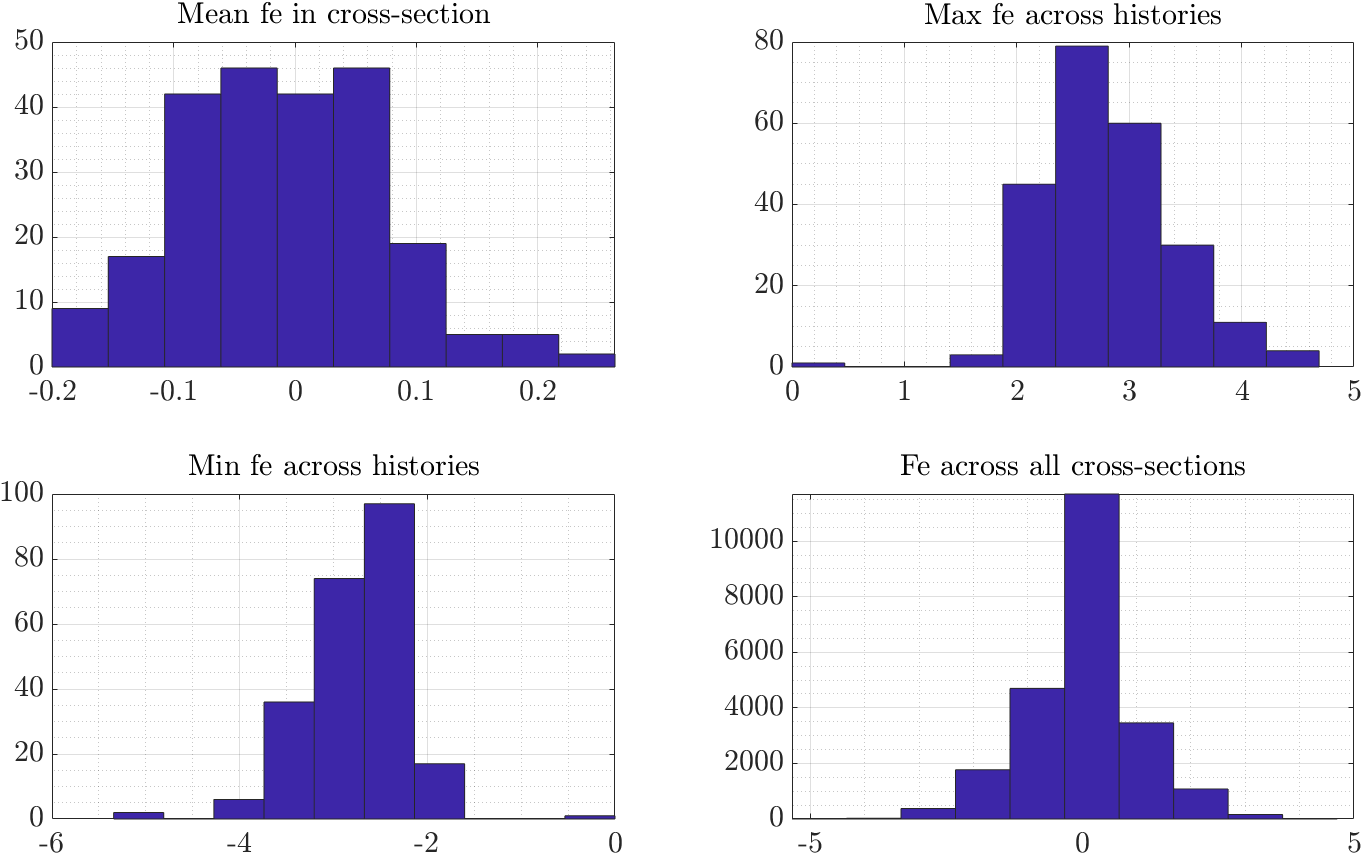 Mean fe in cross-section
50
40
30
20
10
0
-0.2 -0.1 0 0.1 0.2
Max fe across histories
80
60
40
20
0
0 1 2 3 4 5
Min fe across histories
100
80
60
40
20
0
-6 -4 -2 0
Fe across all cross-sections
10000
8000
6000
4000
2000
0
-5 0 5